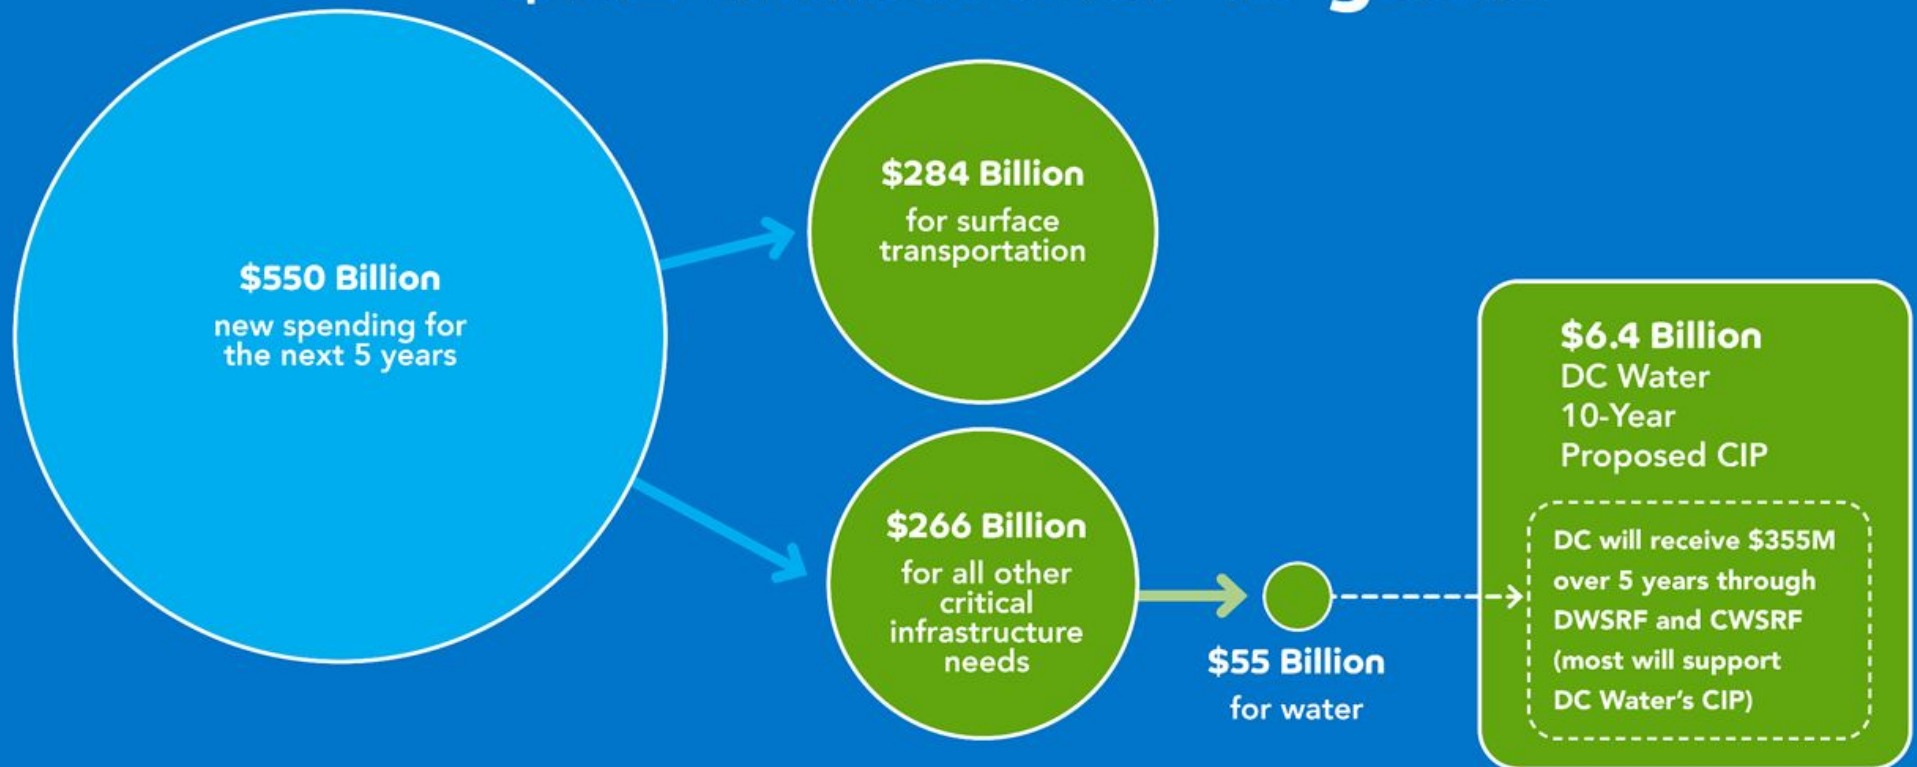 $550 Billion
new spending for
the next 5 years
$284 Billion
for surface
transportation
$266 Billion
for all other
critical
infrastructure
needs
$55 Billion
for water
$6.4 Billion
DC Water
10-Year
Proposed CIP
DC will receive $355M
over 5 years through
DWSRF and CWSRF
(most will support
DC Water's CIP)